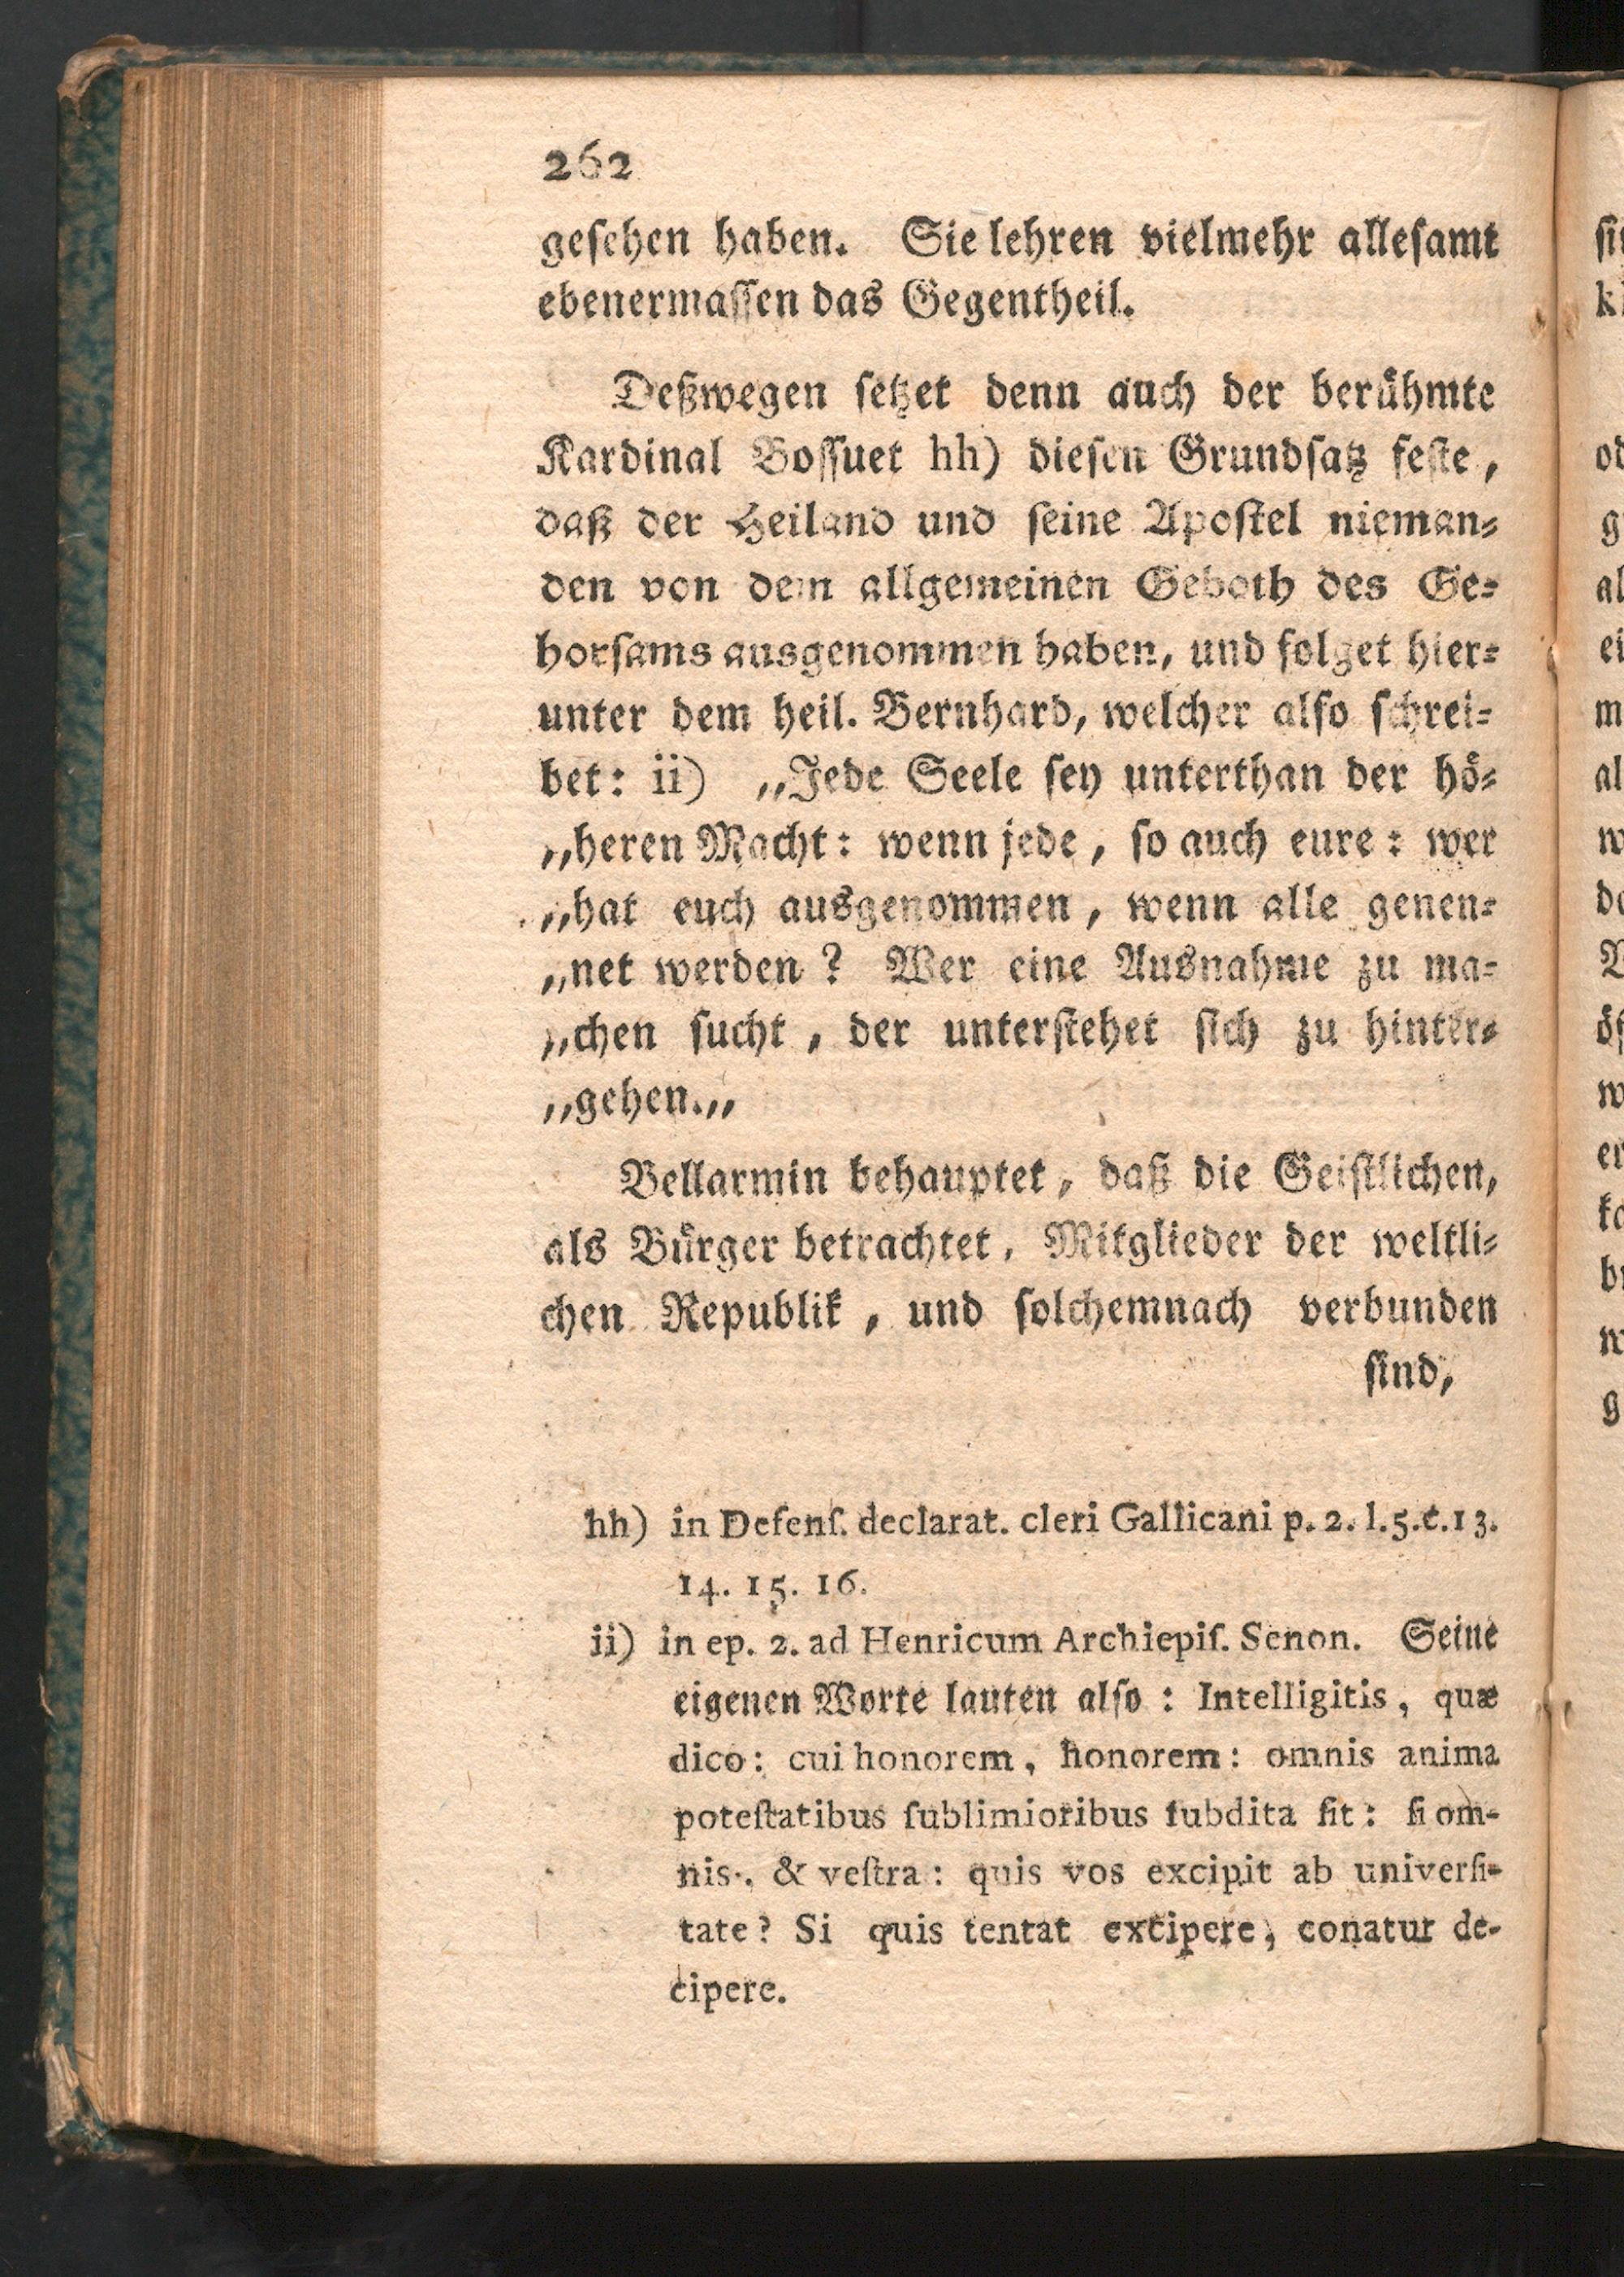 262
gesehen haben. Sie lehren vielmehr allesamt
ebenermassen das Gegentheil.
Deßwegen setzet denn auch der berühmte
Kardinal Bossuet hh) diesen Grundsatz feste,
daß der Heiland und seine Apostel nieman-
den von dem allgemeinen Geboth des Ge-
horsams ausgenommen haben, und folget hier-
unter dem heil. Bernhard, welcher also schrei-
bet: ii) „Jede Seele sey unterthan der hö-
„heren Macht: wenn jede, so auch eure: wer
„hat euch ausgenommen, wenn alle genen-
„net werden? Wer eine Ausnahme zu ma-
„chen sucht, der unterstehet sich zu hinter-
„gehen.„
Bellarmin behauptet, daß die Geistlichen,
als Bürger betrachtet, Mitglieder der weltli-
chen Republik, und solchemnach verbunden
sind,
hh) in Defenſ. declarat. cleri Gallicani p. 2. l. 5. c. 13.
14. 15. 16.
ii) in ep. 2. ad Henricum Archiepiſ. Senon. Seine
eigenen Worte lauten also: Intelligitis, quæ
dico: cui honorem, honorem: omnis anima
poteſtatibus ſublimioribus ſubdita ſit: ſi om-
nis, & veſtra: quis vos excipit ab univerſi-
tate? Si quis tentat excipere, conatur de-
cipere.